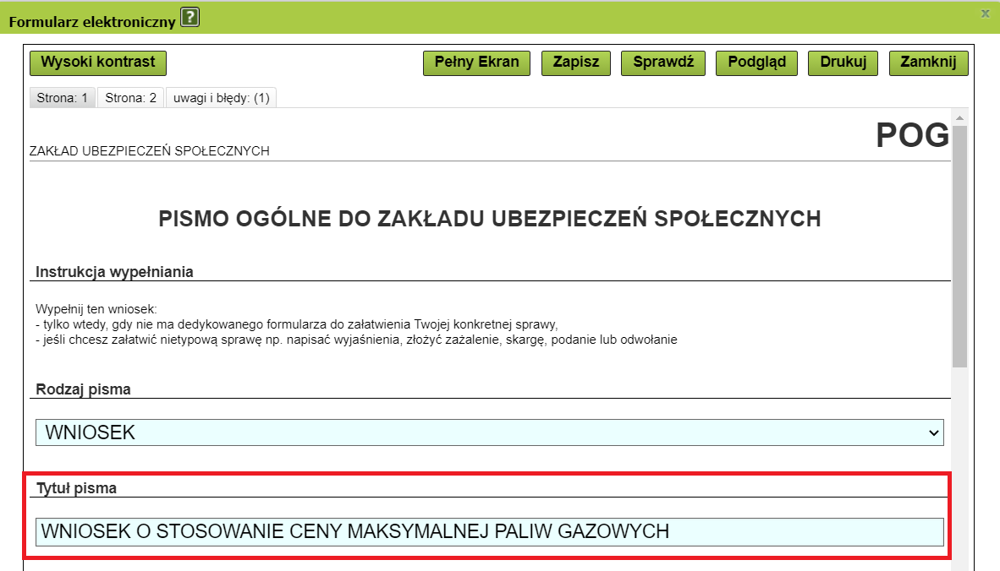 Formularz elektroniczny ?
x
Wysoki kontrast Pełny Ekran Zapisz Sprawdź Podgląd Drukuj Zamknij
Strona: 1 Strona: 2 uwagi i błędy: (1)
POG
ZAKŁAD UBEZPIECZEŃ SPOŁECZNYCH
PISMO OGÓLNE DO ZAKŁADU UBEZPIECZEŃ SPOŁECZNYCH
Instrukcja wypełniania
Wypełnij ten wniosek:
- tylko wtedy, gdy nie ma dedykowanego formularza do załatwienia Twojej konkretnej sprawy,
- jeśli chcesz załatwić nietypową sprawę np. napisać wyjaśnienia, złożyć zażalenie, skargę, podanie lub odwołanie
Rodzaj pisma
WNIOSEK
Tytuł pisma
WNIOSEK O STOSOWANIE CENY MAKSYMALNEJ PALIW GAZOWYCH